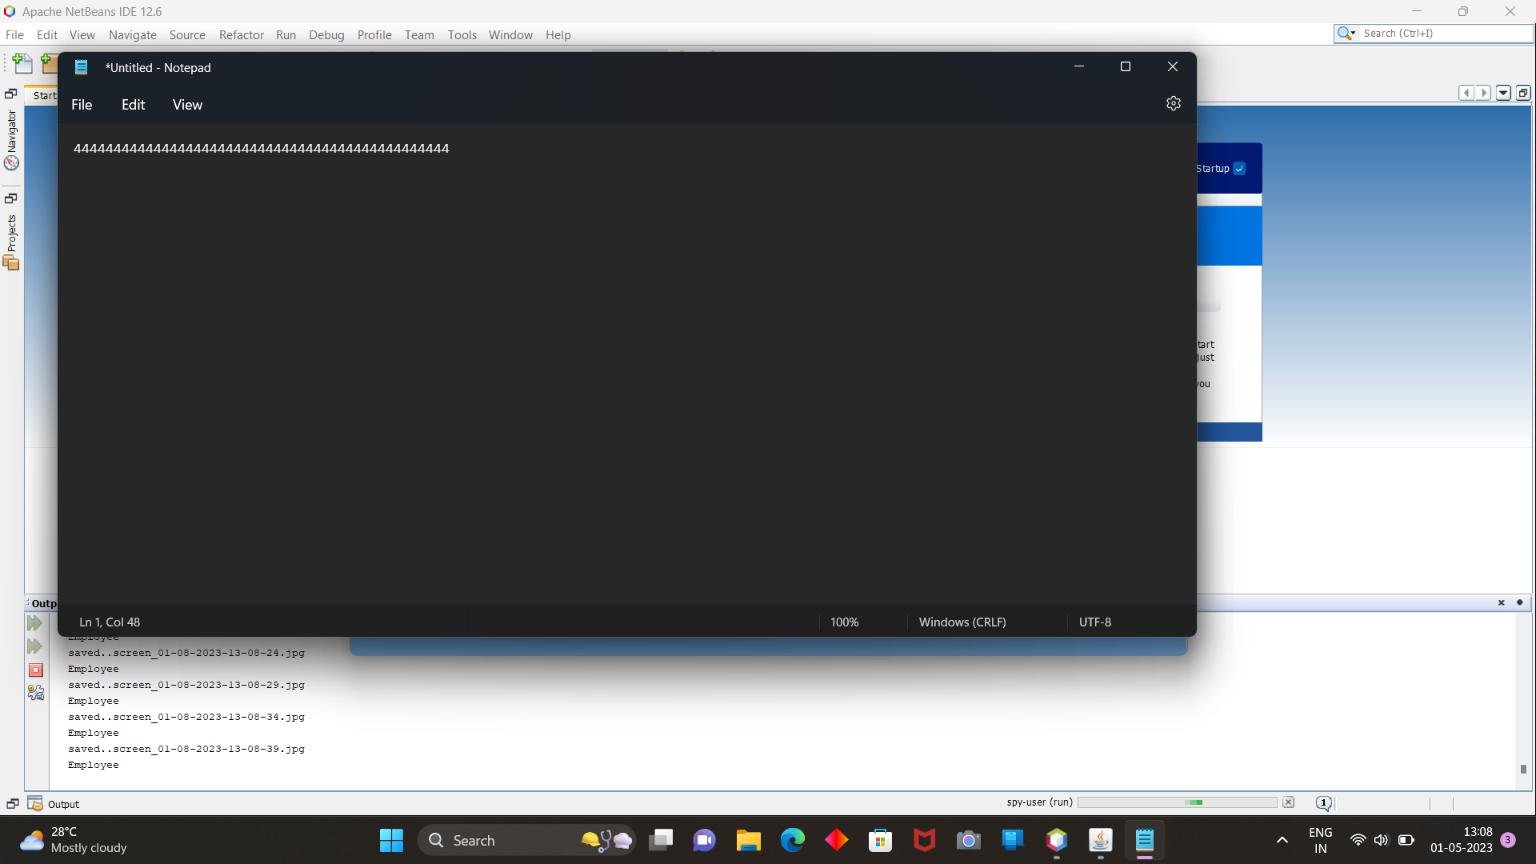 Apache NetBeans IDE 12.6
File Edit View Navigate Source Refactor Run Debug Profile Team Tools Window Help
Search (Ctrl+I)
*Untitled - Notepad
Start
File Edit View
Navigator
44444444444444444444444444444444444444444444444
Startup
Projects
tart
just
you
Outp
Ln 1, Col 48
100%
Windows (CRLF)
UTF-8
Employee
saved..screen_01-08-2023-13-08-24.jpg
Employee
saved..screen_01-08-2023-13-08-29.jpg
Employee
saved..screen_01-08-2023-13-08-34.jpg
Employee
saved..screen_01-08-2023-13-08-39.jpg
Employee
Output
spy-user (run)
1
28°C
Mostly cloudy
Search
ENG
IN
13:08
01-05-2023
3